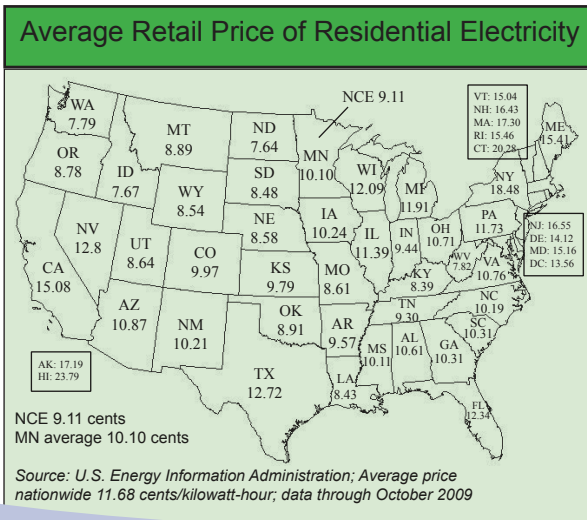 Average Retail Price of Residential Electricity
NCE 9.11
WA
7.79
OR
8.78
CA
15.08
NV
12.8
ID
7.67
MT
8.89
WY
8.54
UT
8.64
AZ
10.87
CO
9.97
NM
10.21
ND
7.64
SD
8.48
NE
8.58
KS
9.79
OK
8.91
TX
12.72
MN
10.10
IA
10.24
MO
8.61
AR
9.57
LA
8.43
WI
12.09
IL
11.39
MI
11.91
IN
9.44
OH
10.71
KY
8.39
TN
9.30
MS
10.11
AL
10.61
GA
10.31
FL
12.34
SC
10.31
NC
10.19
VA
10.76
WV
7.82
PA
11.73
NY
18.48
ME
15.41
VT: 15.04
NH: 16.43
MA: 17.30
RI: 15.46
CT: 20.28
NJ: 16.55
DE: 14.12
MD: 15.16
DC: 13.56
AK: 17.19
HI: 23.79
NCE 9.11 cents
MN average 10.10 cents
Source: U.S. Energy Information Administration; Average price
nationwide 11.68 cents/kilowatt-hour; data through October 2009